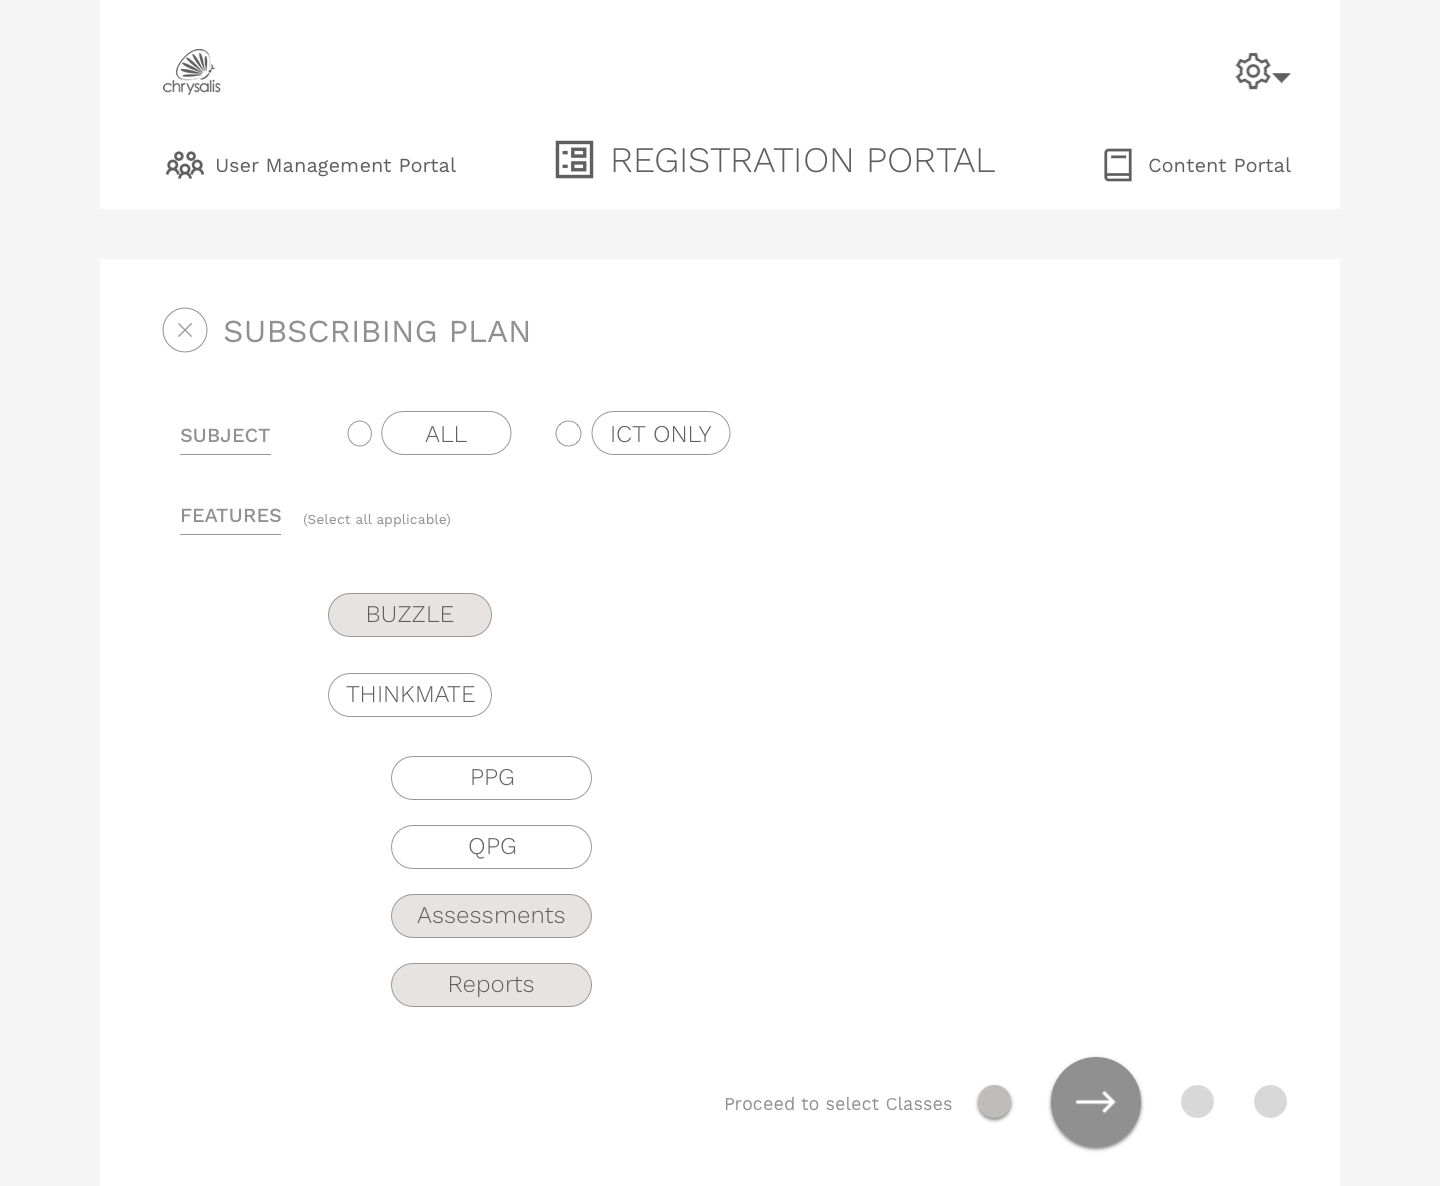 chrysalis
User Management Portal
REGISTRATION PORTAL
Content Portal
SUBSCRIBING PLAN
SUBJECT
ALL
ICT ONLY
FEATURES
(Select all applicable)
BUZZLE
THINKMATE
PPG
QPG
Assessments
Reports
Proceed to select Classes